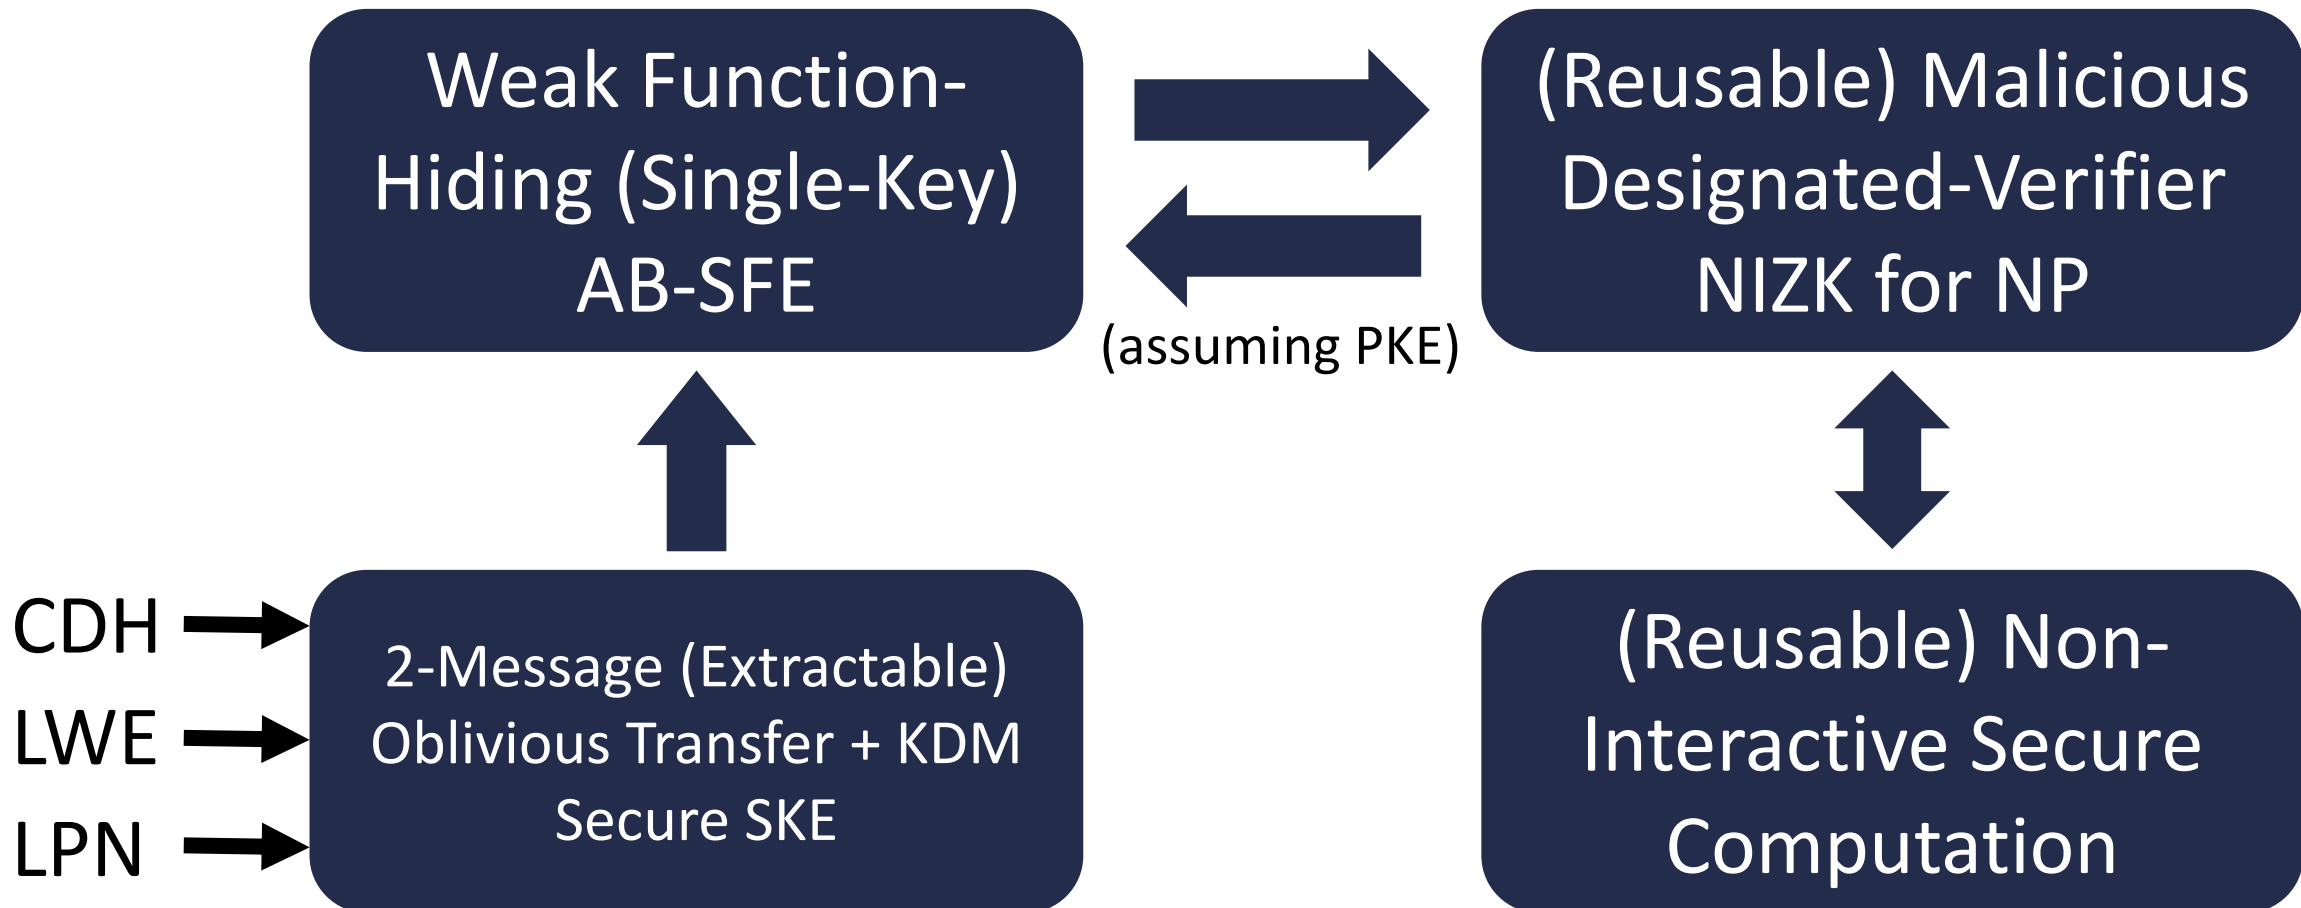 Weak Function-
Hiding (Single-Key)
AB-SFE
(Reusable) Malicious
Designated-Verifier
NIZK for NP
(assuming PKE)
CDH
LWE
LPN
2-Message (Extractable)
Oblivious Transfer + KDM
Secure SKE
(Reusable) Non-
Interactive Secure
Computation